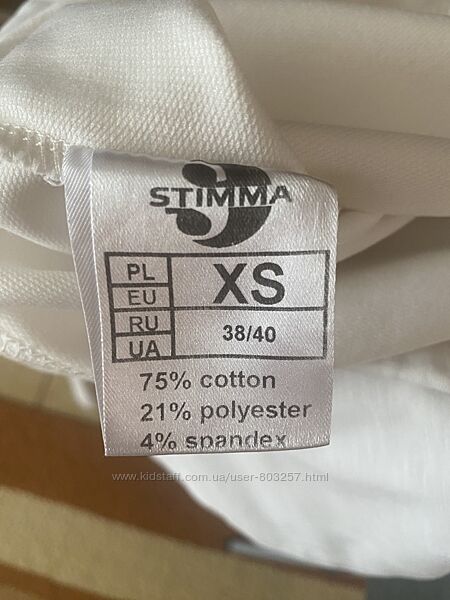 STIMMA
PL
EU
XS
RU
UA
38/40
75% cotton
21% polyester
4% spandex
www.kidstaff.com.ua/user-803257.html